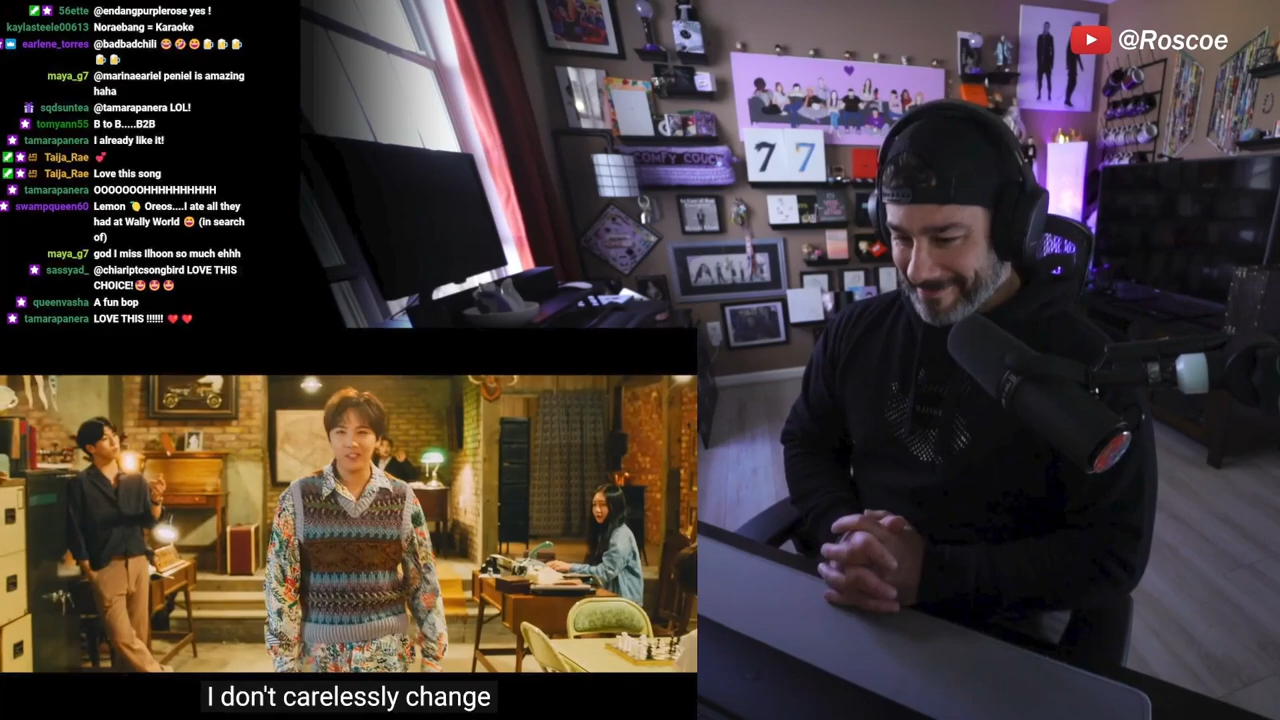 56ette @endangpurplerose yes !
kaylasteele00613 Noraebang = Karaoke
earlene_torres @badbadchili 😍 🤣 😍 🍺 🍺 🍺
🍺 🍺
maya_g7 @marinaeariel peniel is amazing
haha
sqdsuntea @tamarapanera LOL!
tomyann55 B to B.....B2B
tamarapanera I already like it!
Taija_Rae 💕
Taija_Rae Love this song
tamarapanera OOOOOOOHHHHHHHHHHH
swampqueen60 Lemon 🍋 Oreos....I ate all they
had at Wally World 😍 (in search
of)
maya_g7 god I miss Ilhoon so much ehhh
sassyad_ @chiariptcsongbird LOVE THIS
CHOICE! 😍 😍 😍
queenvasha A fun bop
tamarapanera LOVE THIS !!!!!! ❤️ ❤️
@Roscoe
COMFY COUCH
7 7
I don't carelessly change